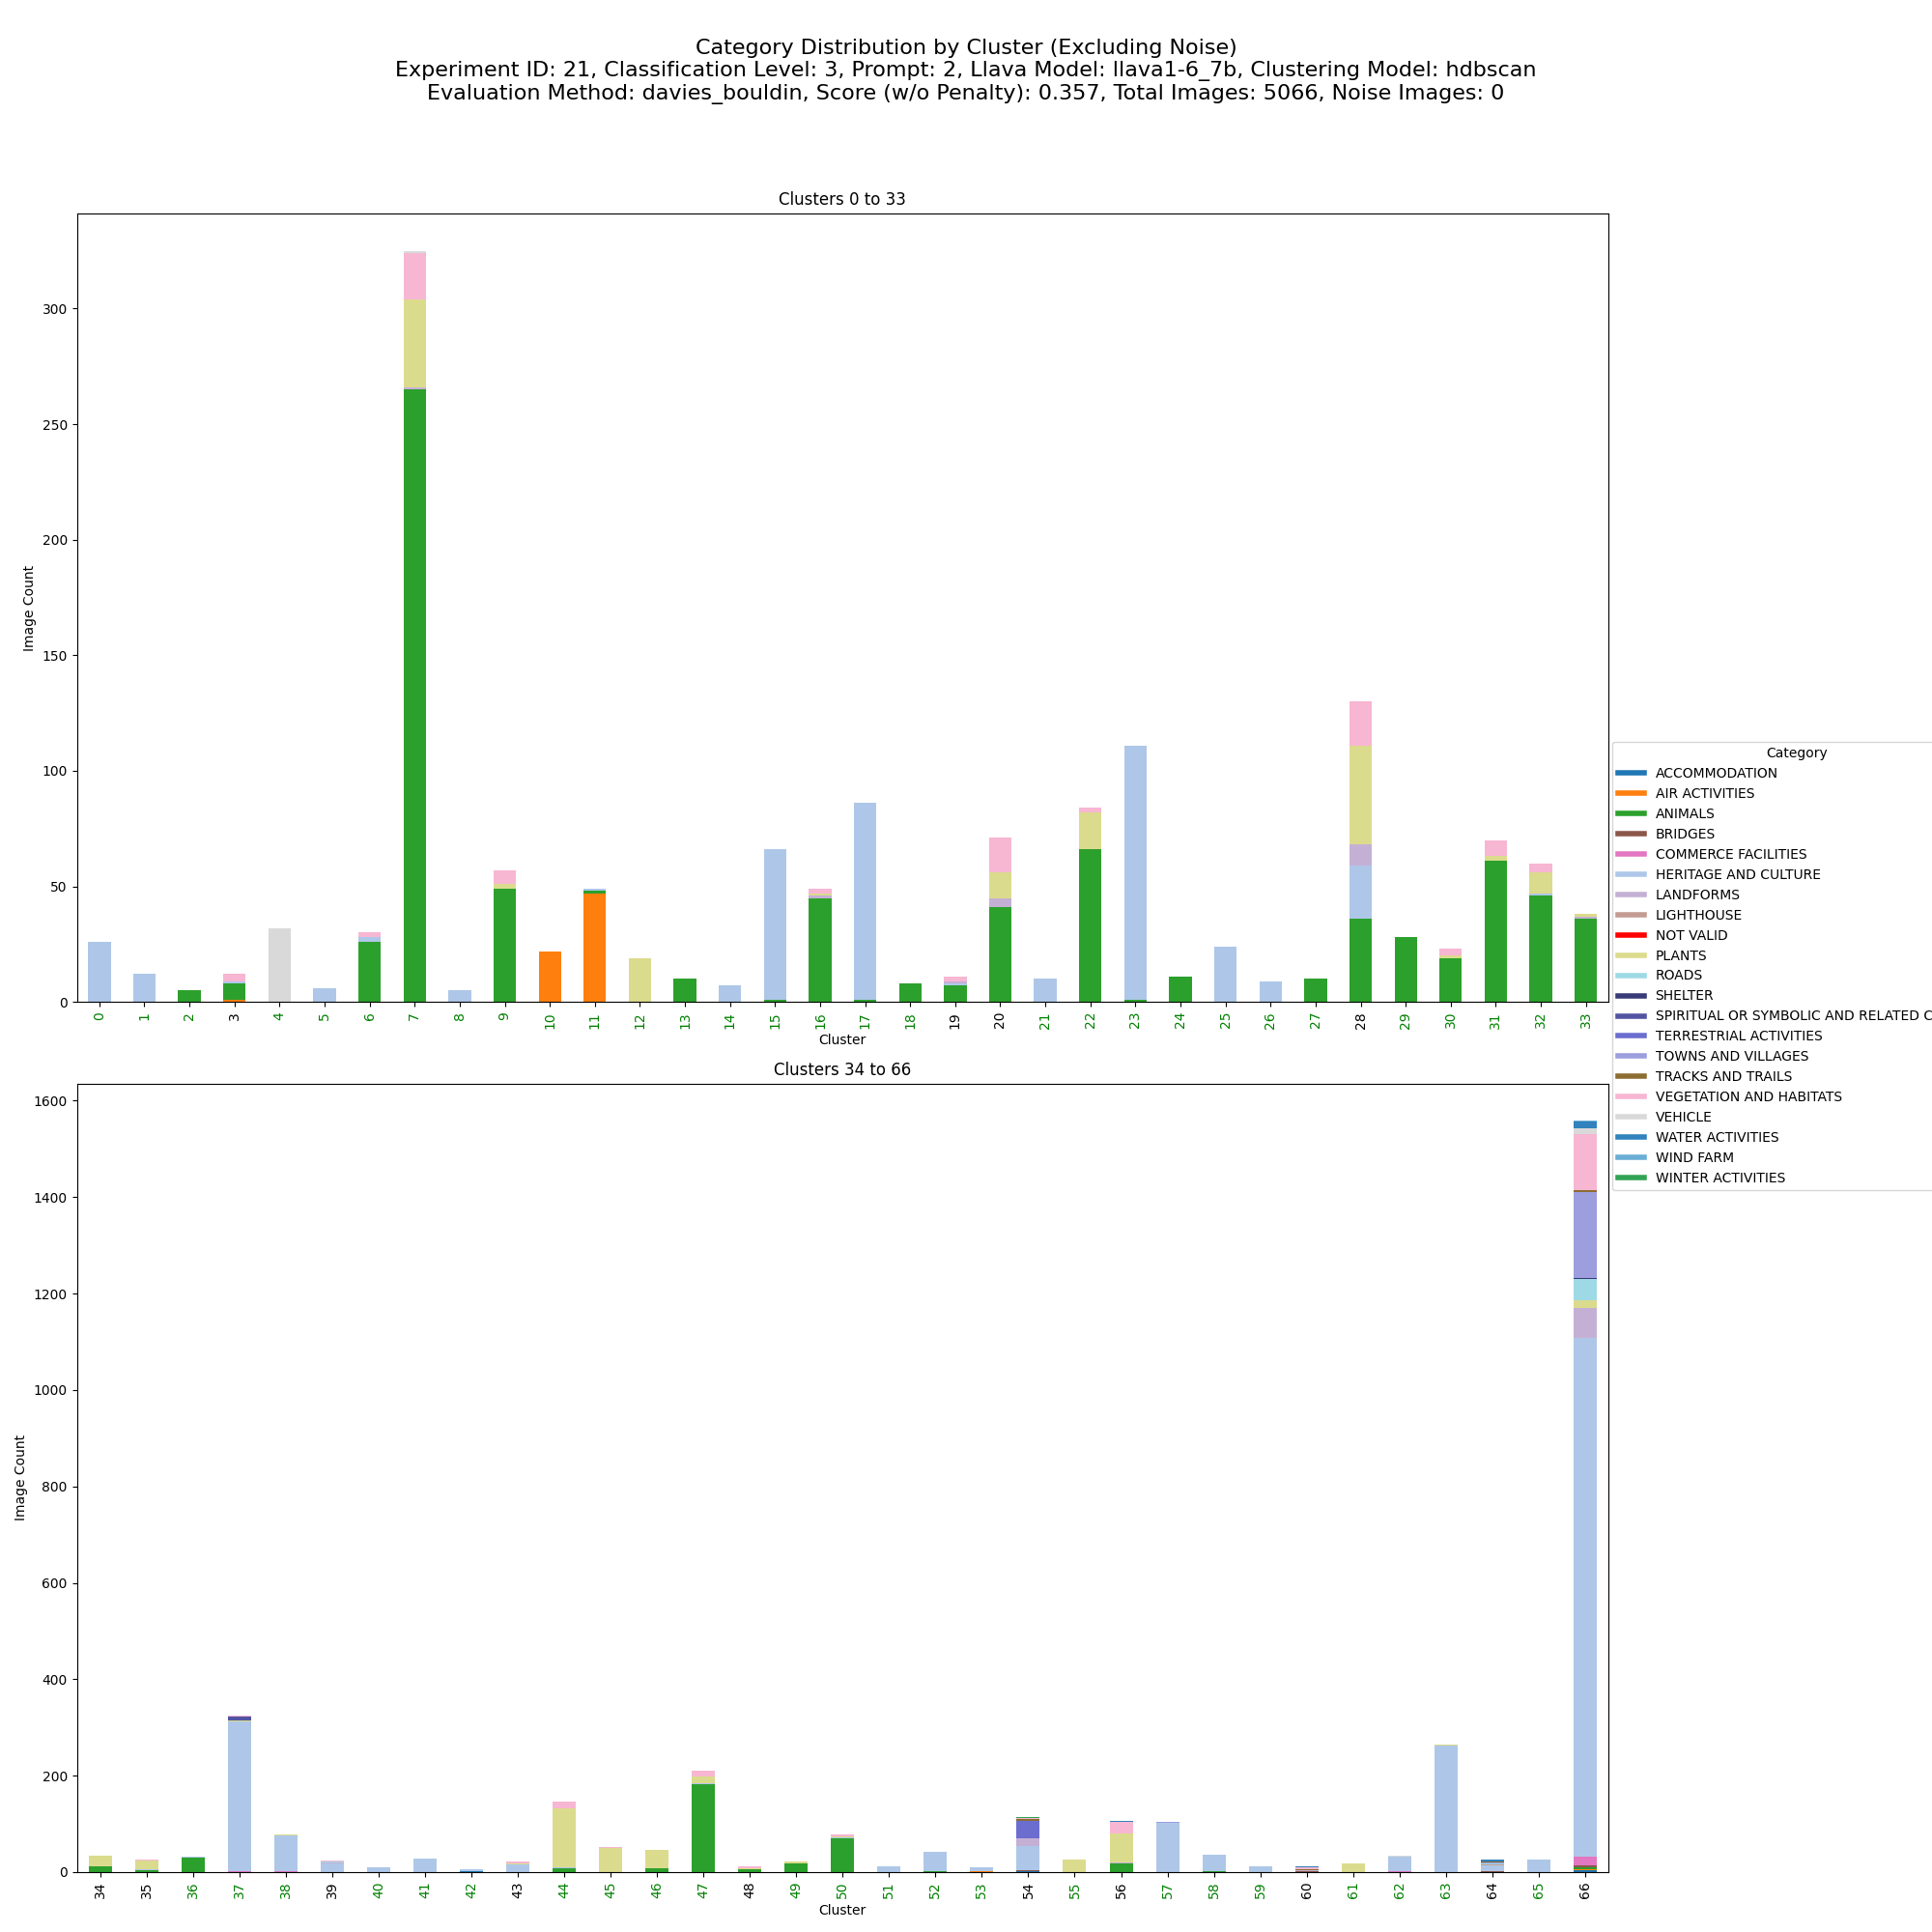 Category Distribution by Cluster (Excluding Noise)
Experiment ID: 21, Classification Level: 3, Prompt: 2, Llava Model: llava1-6_7b, Clustering Model: hdbscan
Evaluation Method: davies_bouldin, Score (w/o Penalty): 0.357, Total Images: 5066, Noise Images: 0
Clusters 0 to 33
300
250
200
150
100
50
0
Image Count
0 1 2 3 4 5 6 7 8 9 10 11 12 13 14 15 16 17 18 19 20 21 22 23 24 25 26 27 28 29 30 31 32 33
Cluster
Category
ACCOMMODATION
AIR ACTIVITIES
ANIMALS
BRIDGES
COMMERCE FACILITIES
HERITAGE AND CULTURE
LANDFORMS
LIGHTHOUSE
NOT VALID
PLANTS
ROADS
SHELTER
SPIRITUAL OR SYMBOLIC AND RELATED C
TERRESTRIAL ACTIVITIES
TOWNS AND VILLAGES
TRACKS AND TRAILS
VEGETATION AND HABITATS
VEHICLE
WATER ACTIVITIES
WIND FARM
WINTER ACTIVITIES
Clusters 34 to 66
1600
1400
1200
1000
800
600
400
200
0
Image Count
34 35 36 37 38 39 40 41 42 43 44 45 46 47 48 49 50 51 52 53 54 55 56 57 58 59 60 61 62 63 64 65 66
Cluster